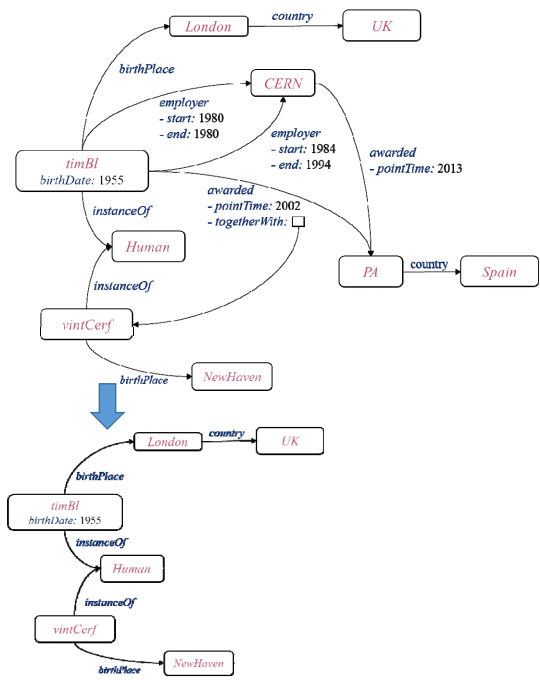 London
country
UK
birthPlace
CERN
employer
- start: 1980
- end: 1980
employer
- start: 1984
- end: 1994
awarded
- pointTime: 2013
timBl
birthDate: 1955
awarded
- pointTime: 2002
- togetherWith:
instanceOf
Human
PA
country
Spain
instanceOf
vintCerf
birthPlace
NewHaven
London
country
UK
birthPlace
timBl
birthDate: 1955
instanceOf
Human
instanceOf
vintCerf
birthPlace
NewHaven